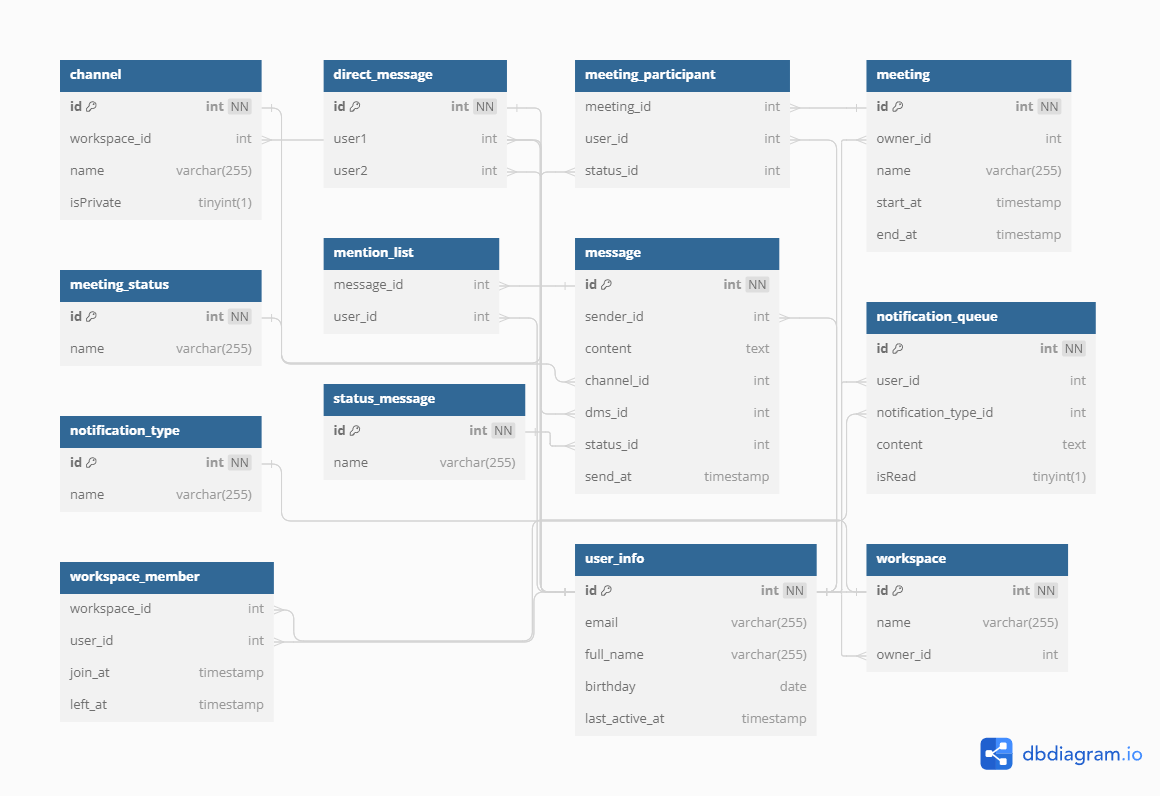 channel
id int NN
workspace_id int
name varchar(255)
isPrivate tinyint(1)
direct_message
id int NN
user1 int
user2 int
meeting_participant
meeting_id int
user_id int
status_id int
meeting
id int NN
owner_id int
name varchar(255)
start_at timestamp
end_at timestamp
mention_list
message_id int
user_id int
message
id int NN
sender_id int
content text
channel_id int
dms_id int
status_id int
send_at timestamp
meeting_status
id int NN
name varchar(255)
notification_queue
id int NN
user_id int
notification_type_id int
content text
isRead tinyint(1)
status_message
id int NN
name varchar(255)
notification_type
id int NN
name varchar(255)
workspace_member
workspace_id int
user_id int
join_at timestamp
left_at timestamp
user_info
id int NN
email varchar(255)
full_name varchar(255)
birthday date
last_active_at timestamp
workspace
id int NN
name varchar(255)
owner_id int
dbdiagram.io